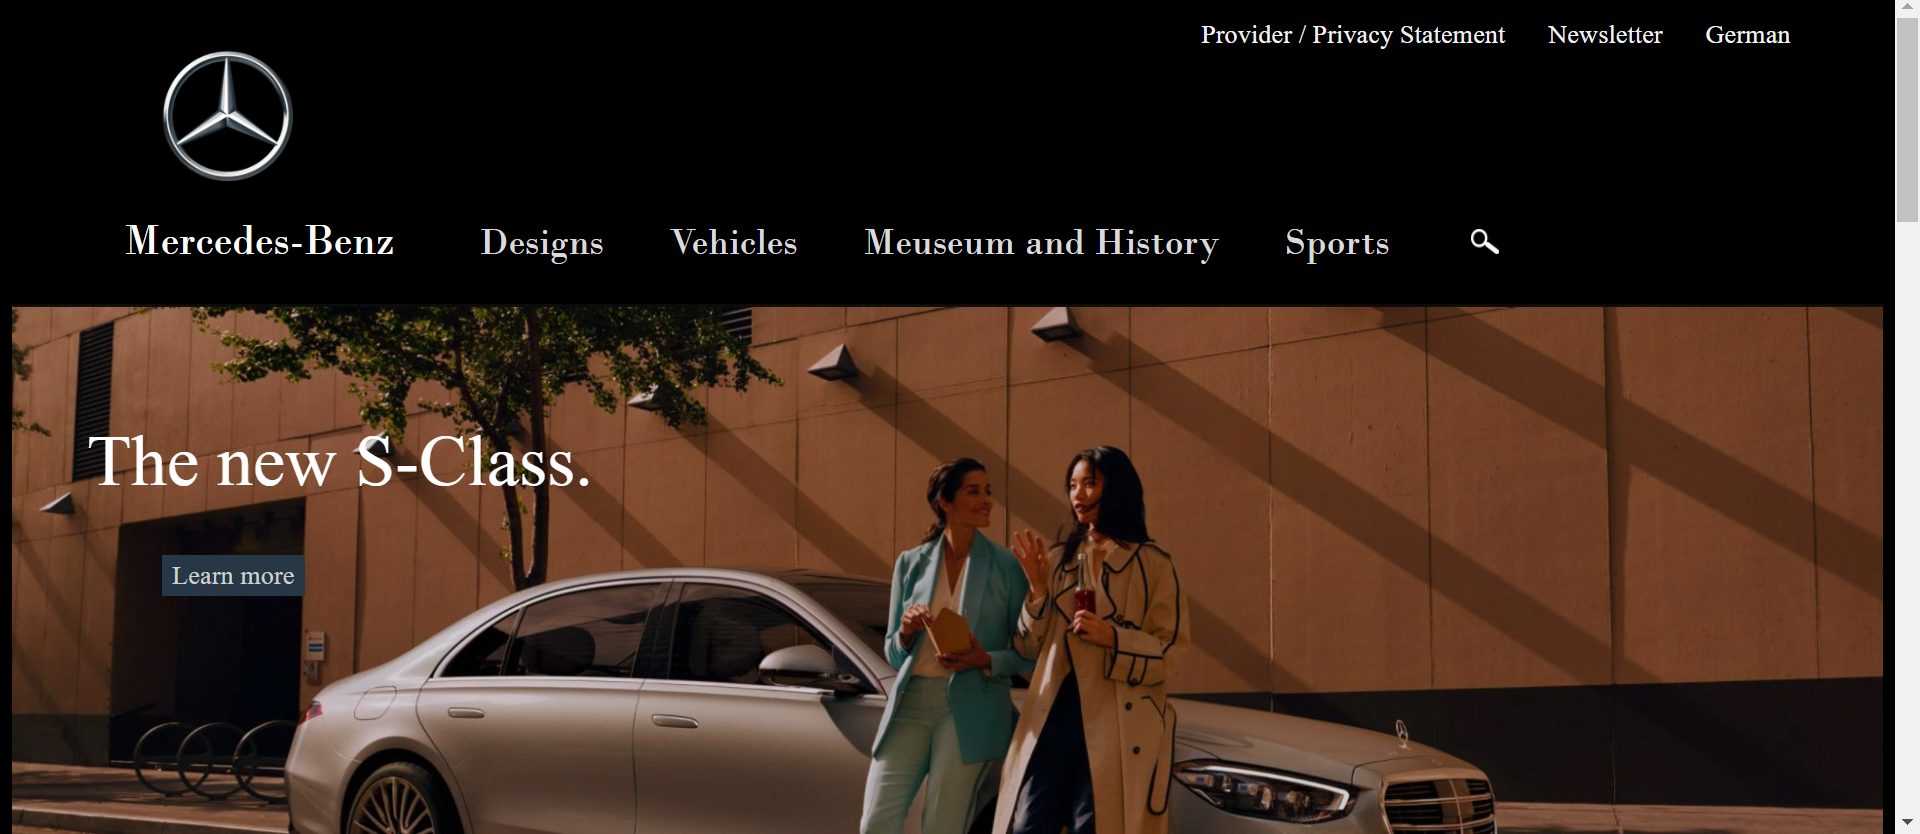 Provider / Privacy Statement Newsletter German
Mercedes-Benz Designs Vehicles Meuseum and History Sports
The new S-Class.
Learn more